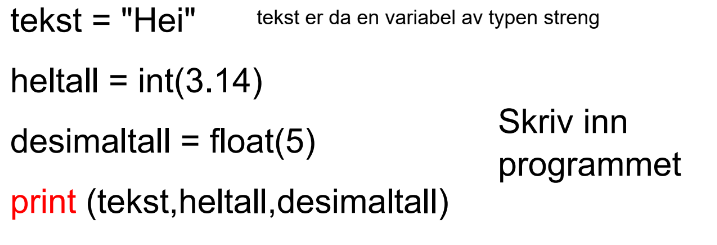 tekst = "Hei"
tekst er da en variabel av typen streng
heltall = int(3.14)
desimaltall = float(5)
print (tekst,heltall,desimaltall)
Skriv inn
programmet